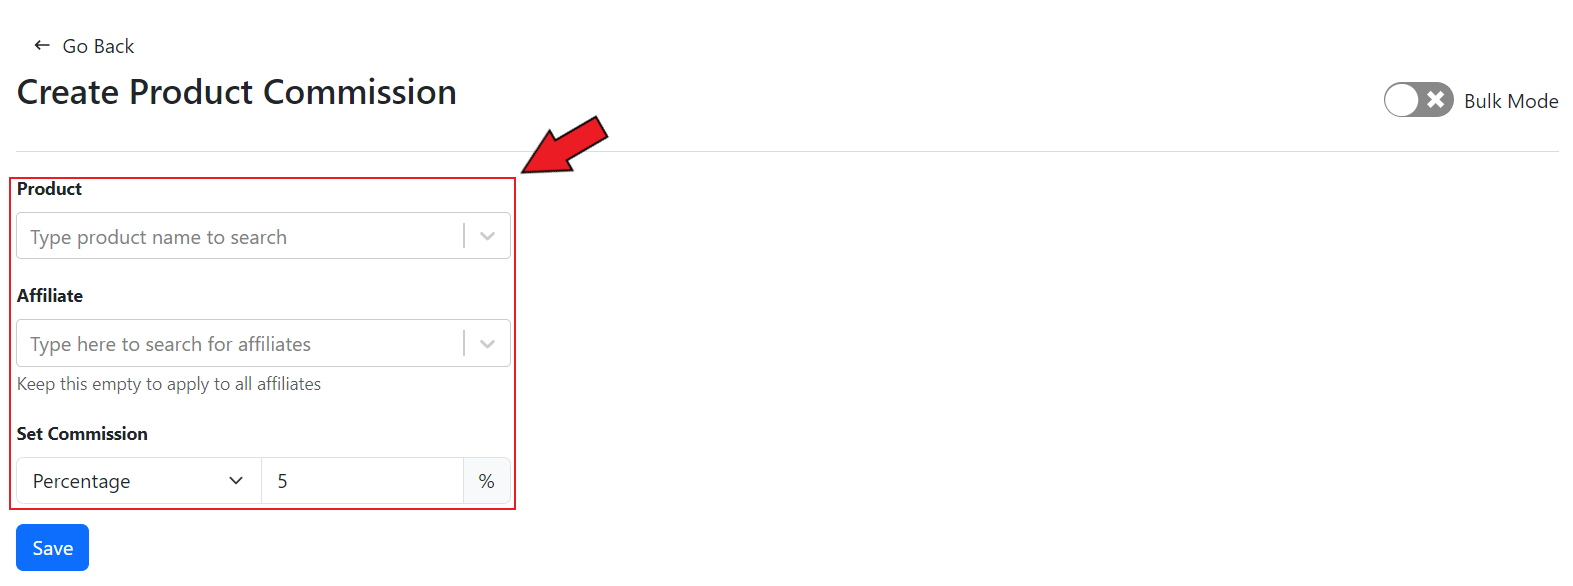 ← Go Back
Create Product Commission
Bulk Mode
Product
Type product name to search
Affiliate
Type here to search for affiliates
Keep this empty to apply to all affiliates
Set Commission
Percentage 5 %
Save